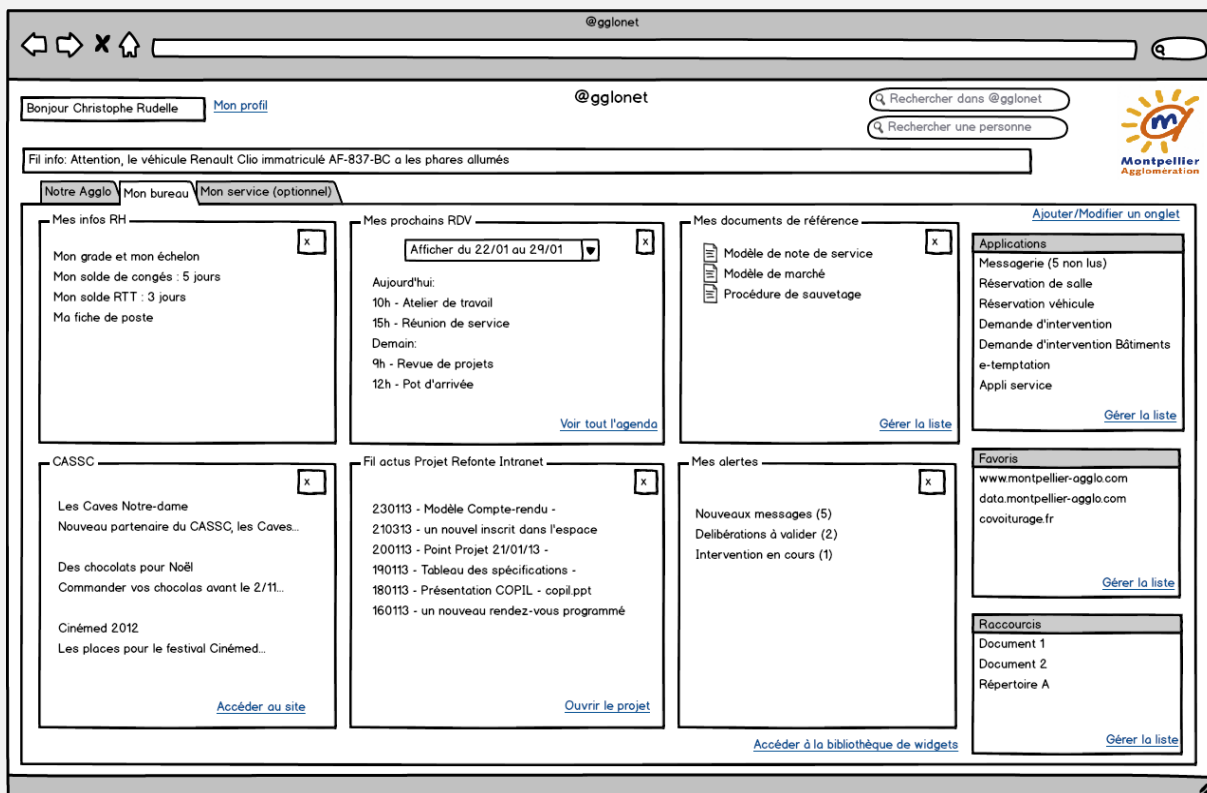 @gglonet
Bonjour Christophe Rudelle
Mon profil
@gglonet
Rechercher dans @gglonet
Rechercher une personne
Montpellier
Agglomération
Fil info: Attention, le véhicule Renault Clio immatriculé AF-837-BC a les phares allumés
Notre Agglo
Mon bureau
Mon service (optionnel)
Ajouter/Modifier un onglet
Mes infos RH
x
Mon grade et mon échelon
Mon solde de congés : 5 jours
Mon solde RTT : 3 jours
Ma fiche de poste
Mes prochains RDV
x
Afficher du 22/01 au 29/01
Aujourd'hui:
10h - Atelier de travail
15h - Réunion de service
Demain:
9h - Revue de projets
12h - Pot d'arrivée
Voir tout l'agenda
Mes documents de référence
x
Modèle de note de service
Modèle de marché
Procédure de sauvetage
Gérer la liste
Applications
Messagerie (5 non lus)
Réservation de salle
Réservation véhicule
Demande d'intervention
Demande d'intervention Bâtiments
e-temptation
Appli service
Gérer la liste
CASSC
x
Les Caves Notre-dame
Nouveau partenaire du CASSC, les Caves...
Des chocolats pour Noël
Commander vos chocolas avant le 2/11...
Cinémed 2012
Les places pour le festival Cinémed...
Accéder au site
Fil actus Projet Refonte Intranet
x
230113 - Modèle Compte-rendu -
210313 - un nouvel inscrit dans l'espace
200113 - Point Projet 21/01/13 -
190113 - Tableau des spécifications -
180113 - Présentation COPIL - copil.ppt
160113 - un nouveau rendez-vous programmé
Ouvrir le projet
Mes alertes
x
Nouveaux messages (5)
Delibérations à valider (2)
Intervention en cours (1)
Favoris
www.montpellier-agglo.com
data.montpellier-agglo.com
covoiturage.fr
Gérer la liste
Raccourcis
Document 1
Document 2
Répertoire A
Gérer la liste
Accéder à la bibliothèque de widgets